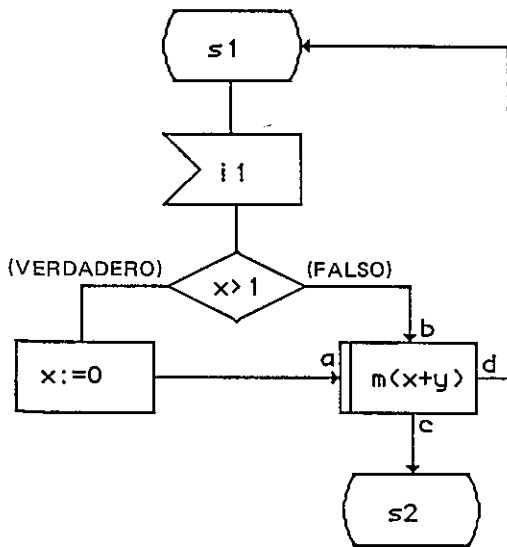 s1
i1
(VERDADERO)
(FALSO)
x>1
b
x:=0
a
m(x+y)
d
c
s2